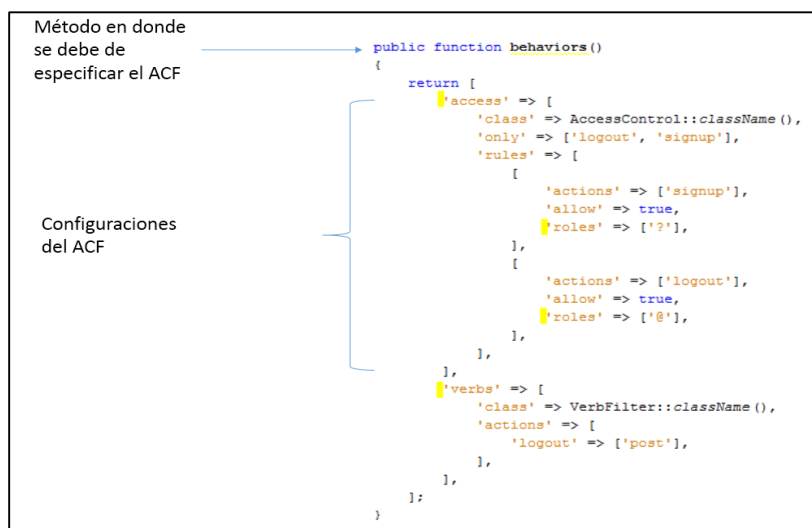 Método en donde
se debe de
especificar el ACF
public function behaviors()
{
return [
'access' => [
'class' => AccessControl::className(),
'only' => ['logout', 'signup'],
'rules' => [
[
'actions' => ['signup'],
'allow' => true,
'roles' => ['?'],
],
[
'actions' => ['logout'],
'allow' => true,
'roles' => ['@'],
],
],
],
Configuraciones
del ACF
'verbs' => [
'class' => VerbFilter::className(),
'actions' => [
'logout' => ['post'],
],
],
];
}